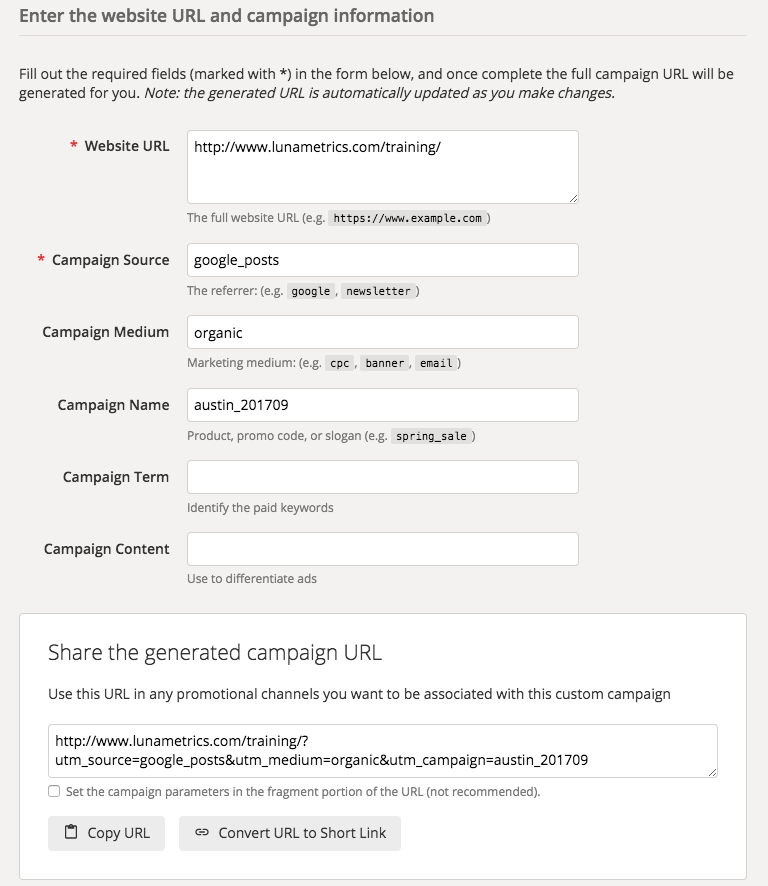 Enter the website URL and campaign information
Fill out the required fields (marked with *) in the form below, and once complete the full campaign URL will be
generated for you. Note: the generated URL is automatically updated as you make changes.
* Website URL
http://www.lunametrics.com/training/
The full website URL (e.g. https://www.example.com )
* Campaign Source
google_posts
The referrer: (e.g. google , newsletter )
Campaign Medium
organic
Marketing medium: (e.g. cpc , banner , email )
Campaign Name
austin_201709
Product, promo code, or slogan (e.g. spring_sale )
Campaign Term
Identify the paid keywords
Campaign Content
Use to differentiate ads
Share the generated campaign URL
Use this URL in any promotional channels you want to be associated with this custom campaign
http://www.lunametrics.com/training/?
utm_source=google_posts&utm_medium=organic&utm_campaign=austin_201709
Set the campaign parameters in the fragment portion of the URL (not recommended).
Copy URL
Convert URL to Short Link